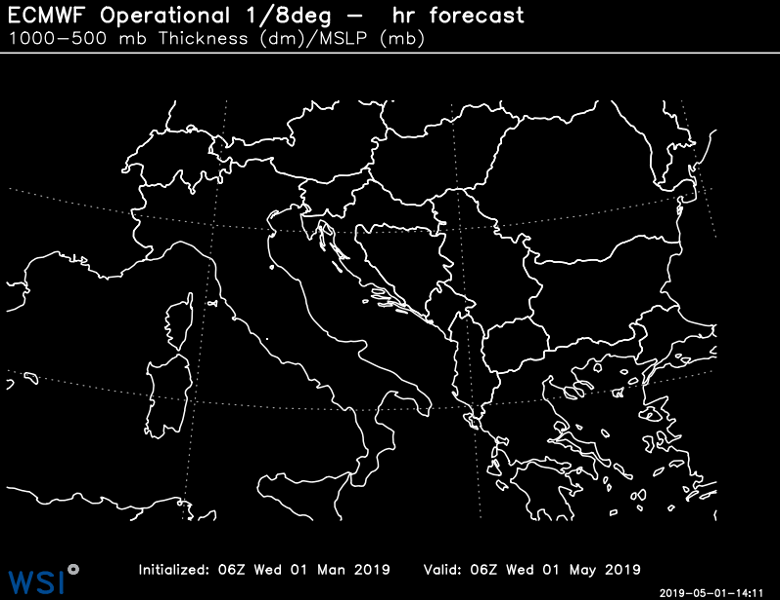 ECMWF Operational 1/8deg – hr forecast
1000–500 mb Thickness (dm)/MSLP (mb)
Initialized: 06Z Wed 01 Man 2019 Valid: 06Z Wed 01 May 2019
WSI
2019-05-01-14:11